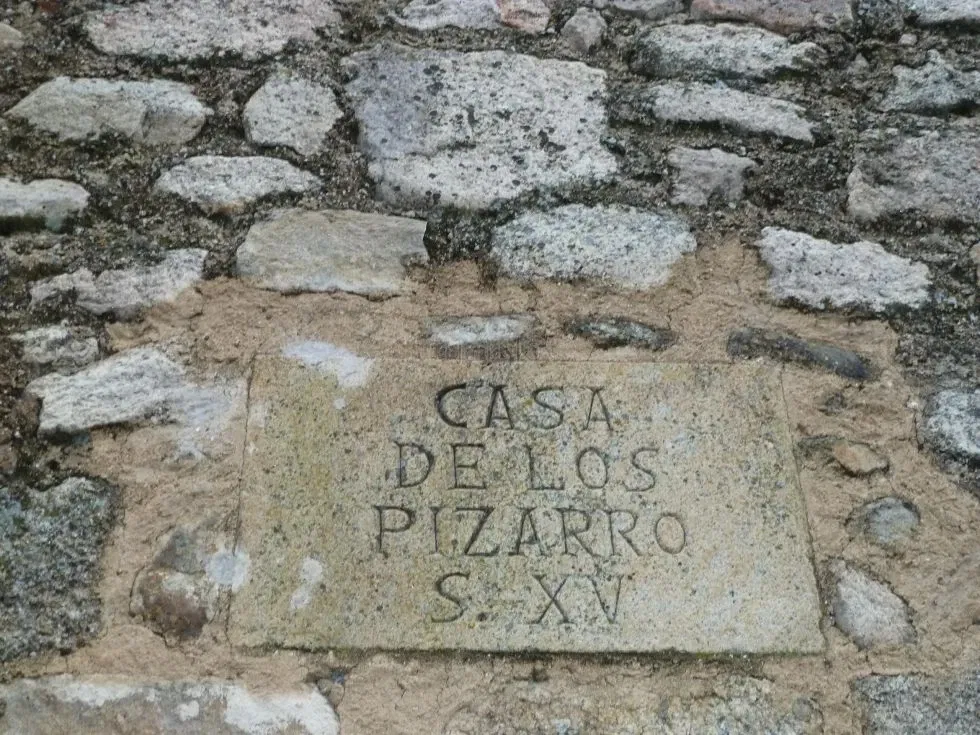 CASA
DE LOS
PIZARRO
S. XV